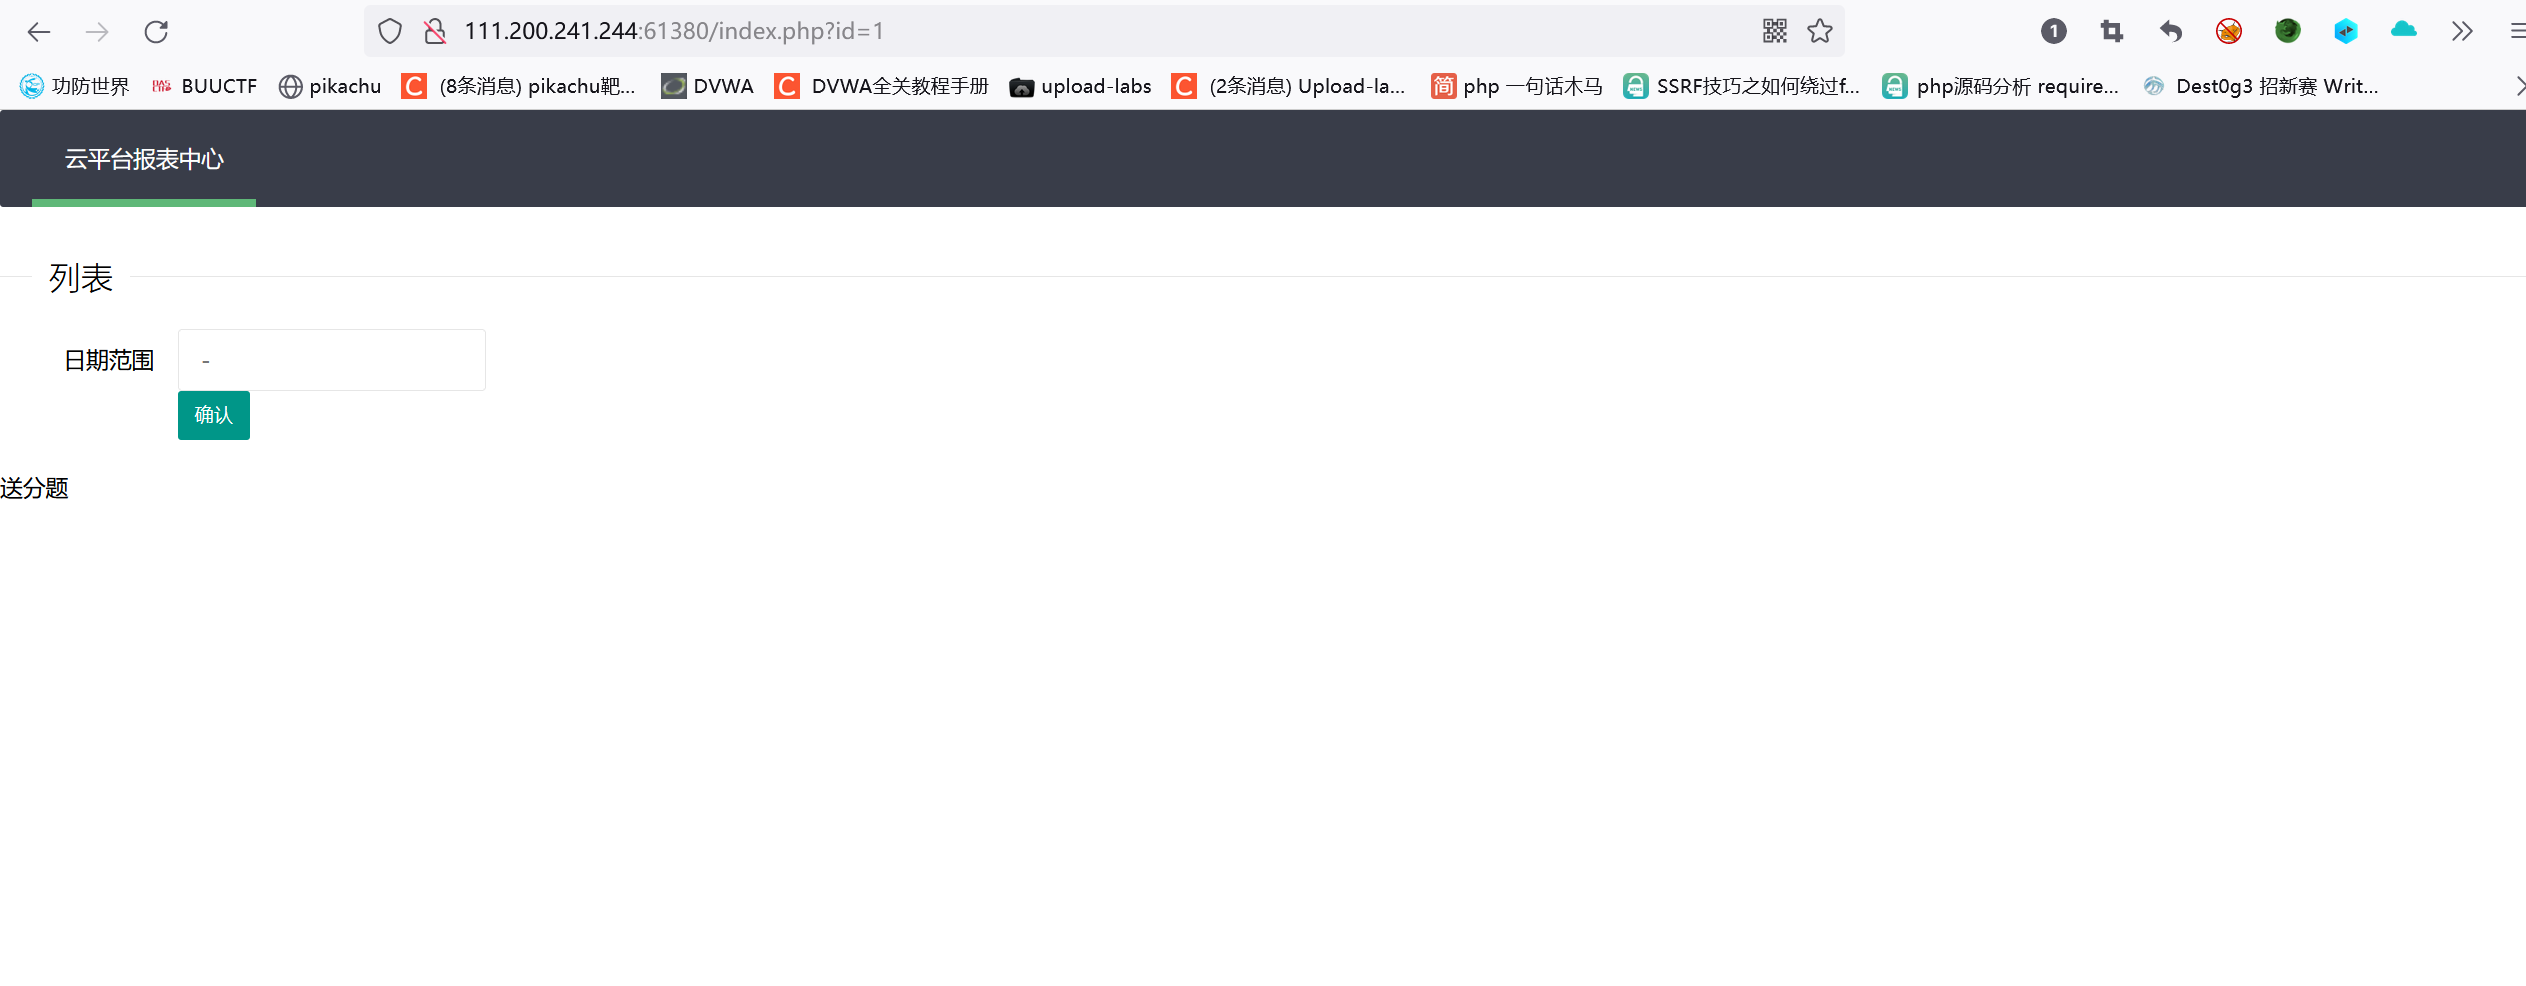 111.200.241.244:61380/index.php?id=1
1
功防世界 BUUCTF pikachu (8条消息) pikachu靶... DVWA DVWA全关教程手册 upload-labs (2条消息) Upload-la... php 一句话木马 SSRF技巧之如何绕过f... php源码分析 require... Dest0g3 招新赛 Writ...
云平台报表中心
列表
日期范围 -
确认
送分题